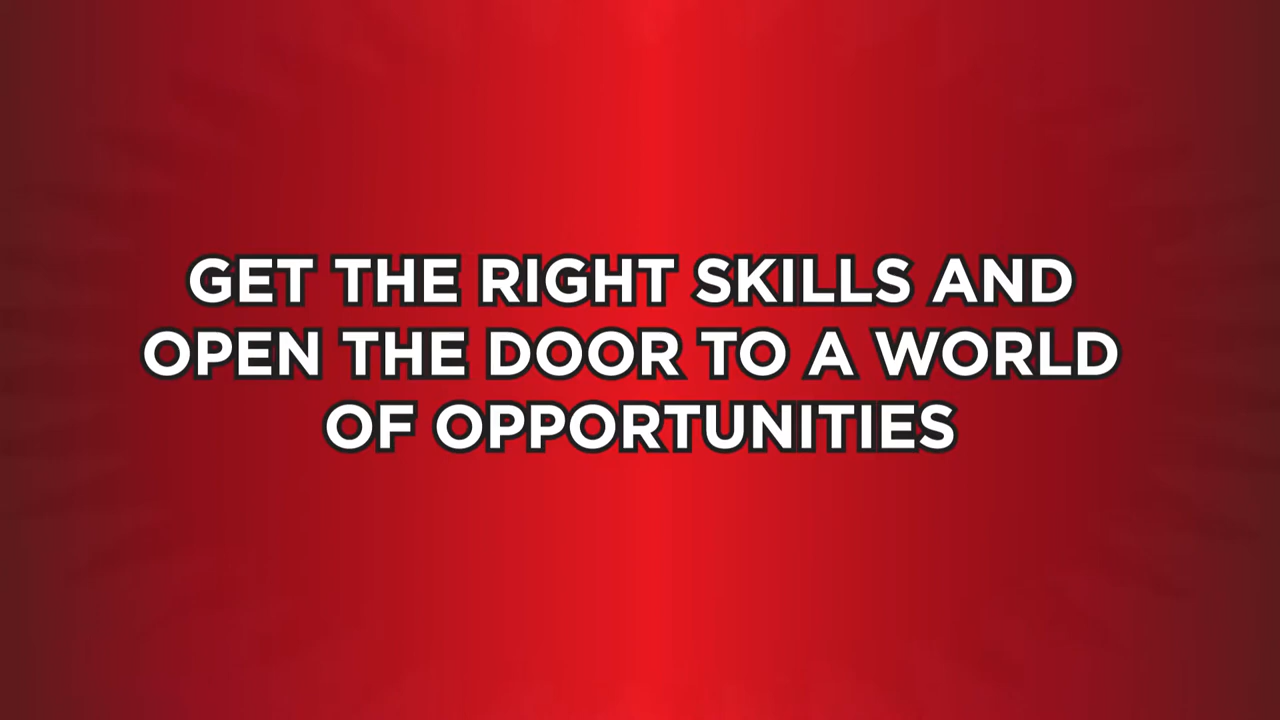 GET THE RIGHT SKILLS AND
OPEN THE DOOR TO A WORLD
OF OPPORTUNITIES